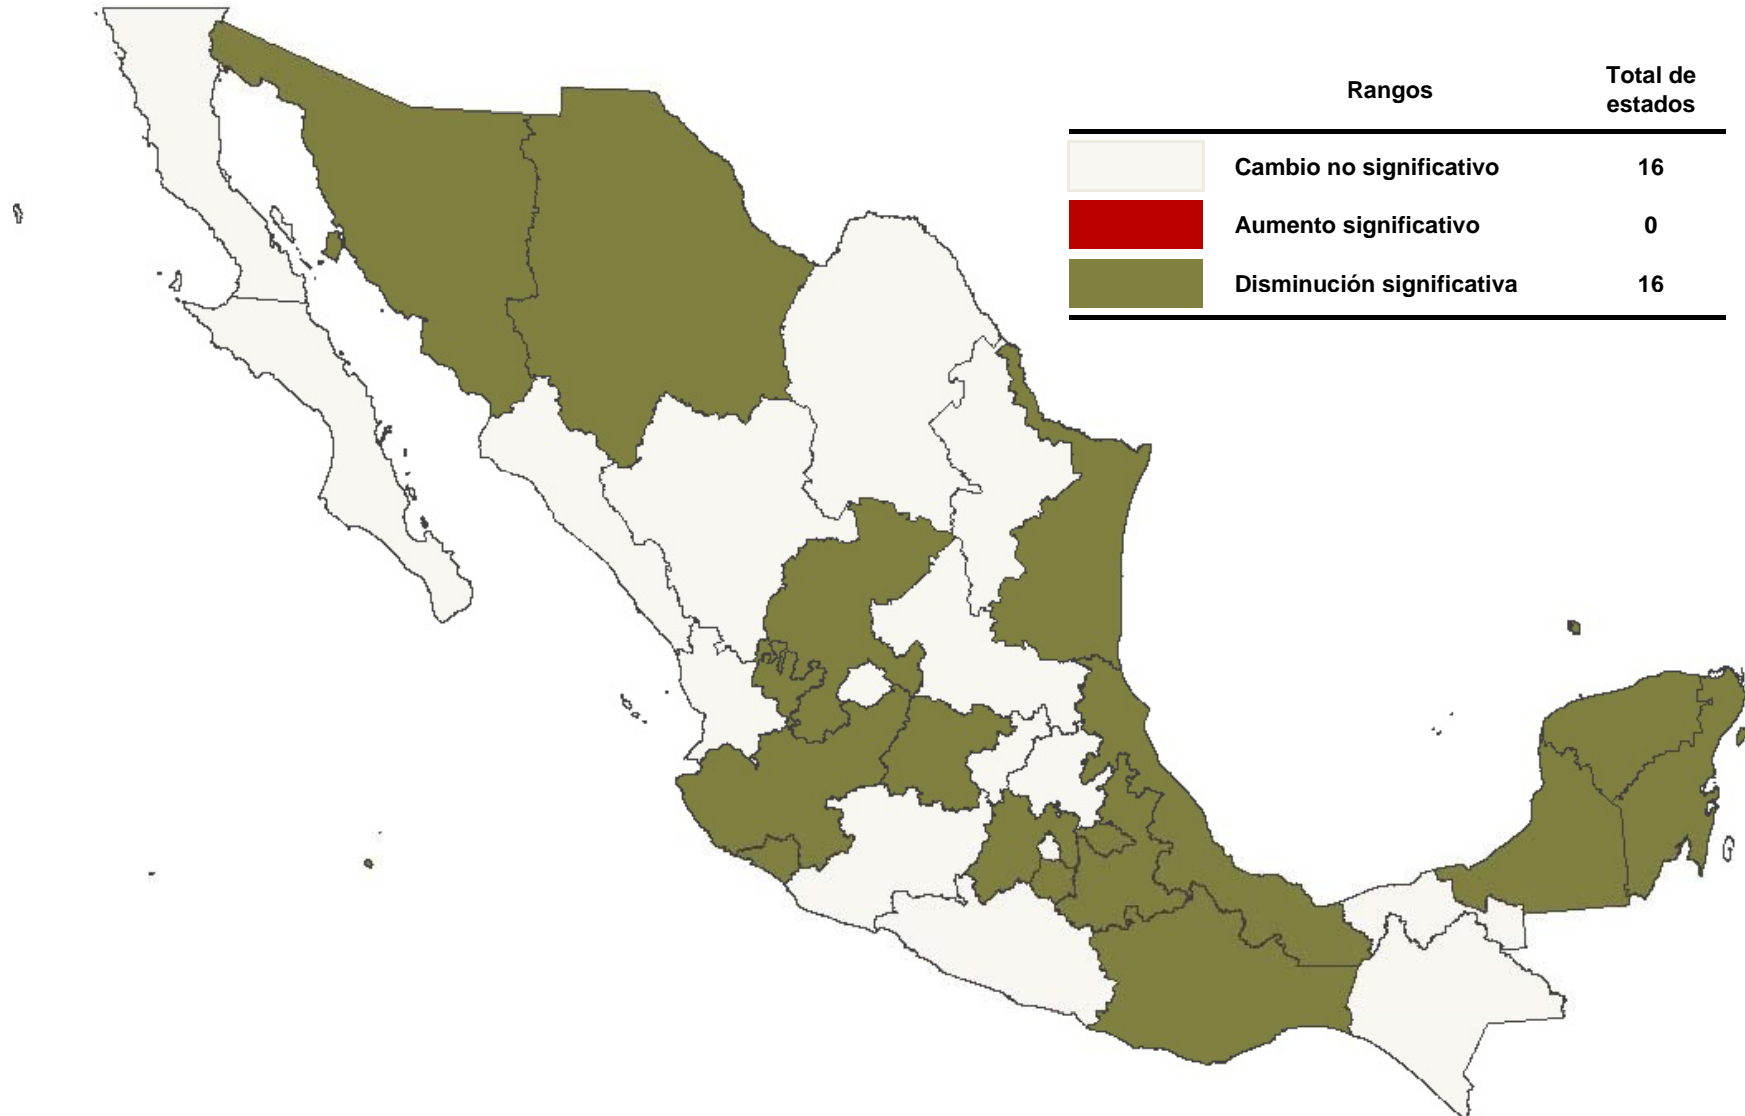 Rangos Total de
estados
Cambio no significativo 16
Aumento significativo 0
Disminución significativa 16